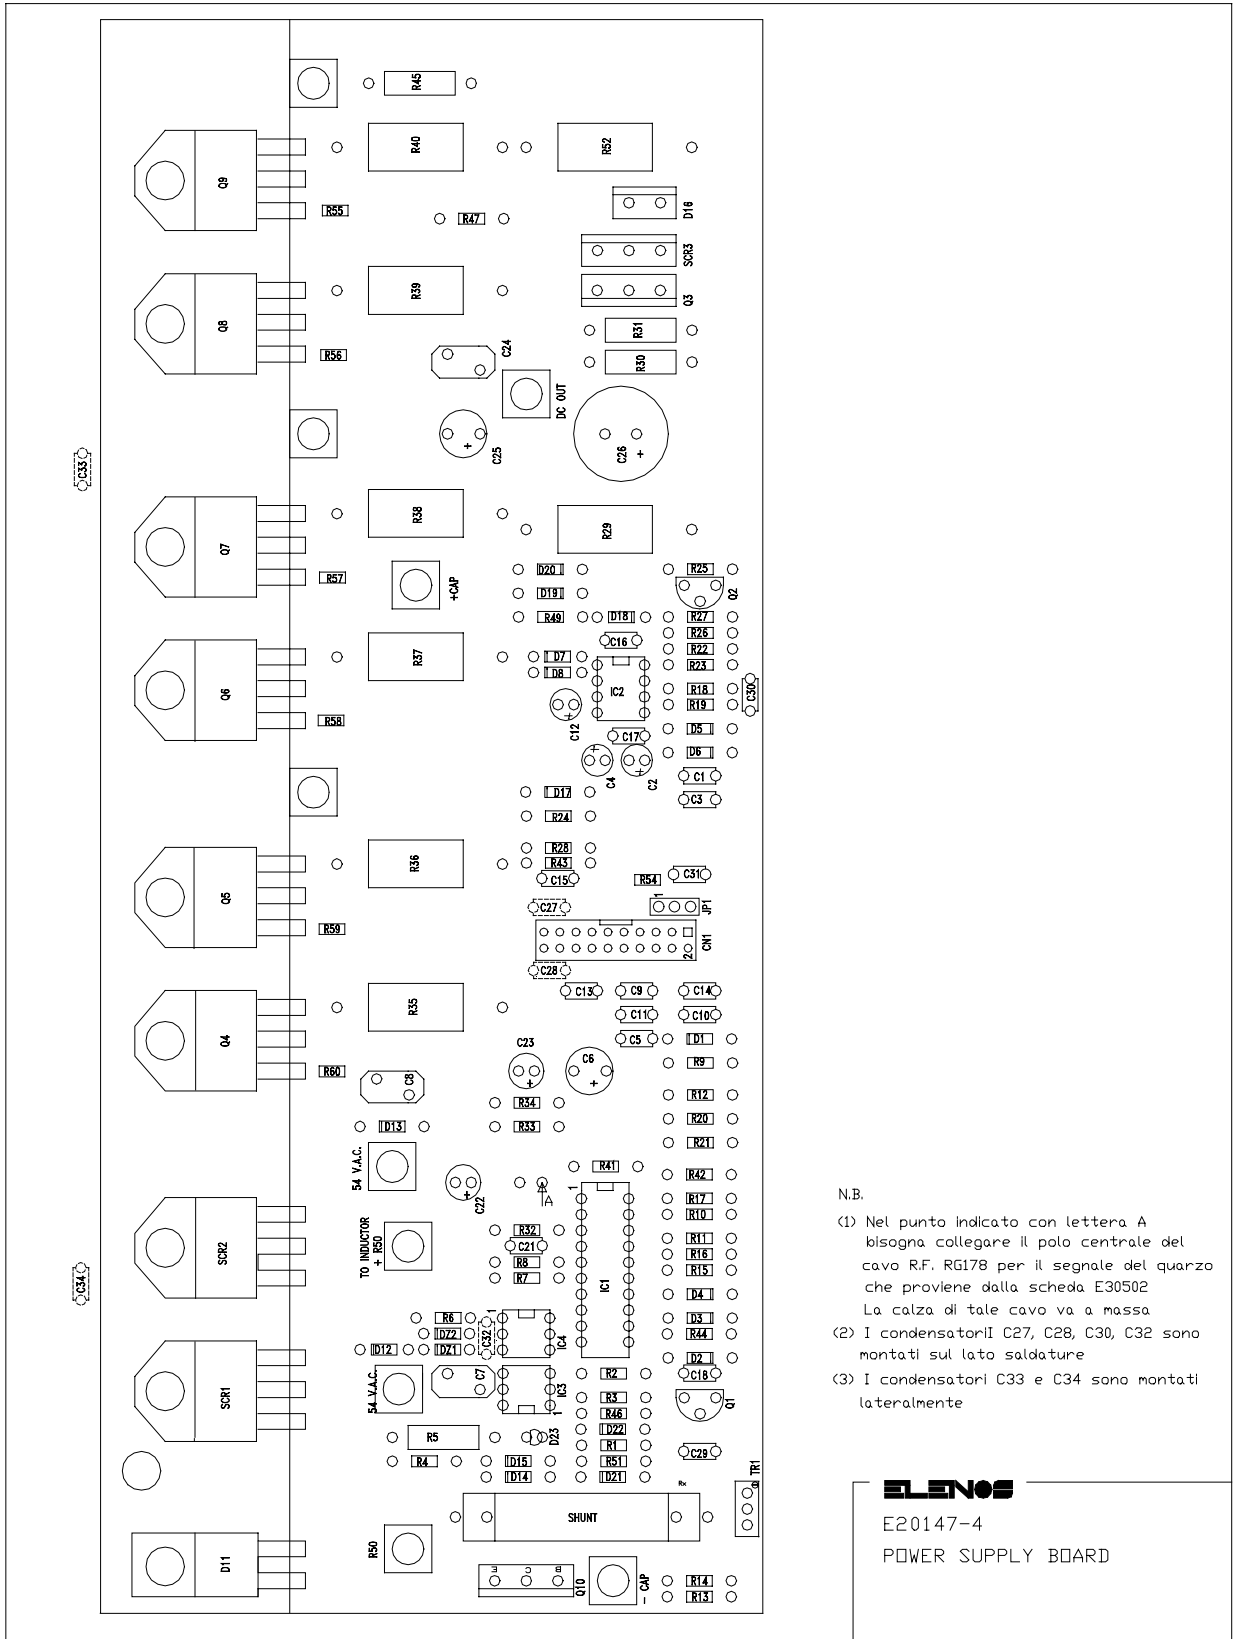 R45
R40
R52
Q9
R55
R47
D16
SCR3
Q3
R39
Q8
R56
R31
R30
C24
DC OUT
C25
+
C26
+
C33
R38
Q7
R57
+CAP
R29
D20
D19
R49
D18
C16
R25
Q2
R27
R26
R22
R23
R37
Q6
R58
D7
D8
IC2
C12
+
R18
R19
C30
C17
D5
D6
C4
+
C2
+
C1
C3
D17
R24
R36
Q5
R59
R28
R43
C15
R54
C31
C27
1
JP1
CN1
2
C28
C13
C9
C14
C11
C10
C5
D1
R35
Q4
R60
C23
+
C6
+
R9
C8
R34
R33
R12
R20
R21
D13
54 V.A.C.
R41
R42
C22
+
A
1
R17
R10
SCR2
TO INDUCTOR
+ R50
R32
C21
R8
R7
IC1
R11
R16
R15
C34
D4
D3
R44
D2
R6
DZ2
DZ1
D12
C32
1
IC4
54 V.A.C.
C7
IC3
1
R2
C18
SCR1
R3
R46
D22
R1
R51
D21
Q1
R5
D23
R4
D15
D14
C29
TR1
Rx
SHUNT
D11
R50
E
C
B
Q10
- CAP
R14
R13
N.B.
(1) Nel punto indicato con lettera A
bisogna collegare il polo centrale del
cavo R.F. RG178 per il segnale del quarzo
che proviene dalla scheda E30502
La calza di tale cavo va a massa
(2) I condensatoriI C27, C28, C30, C32 sono
montati sul lato saldature
(3) I condensatori C33 e C34 sono montati
lateralmente
ELENOS
E20147-4
POWER SUPPLY BOARD